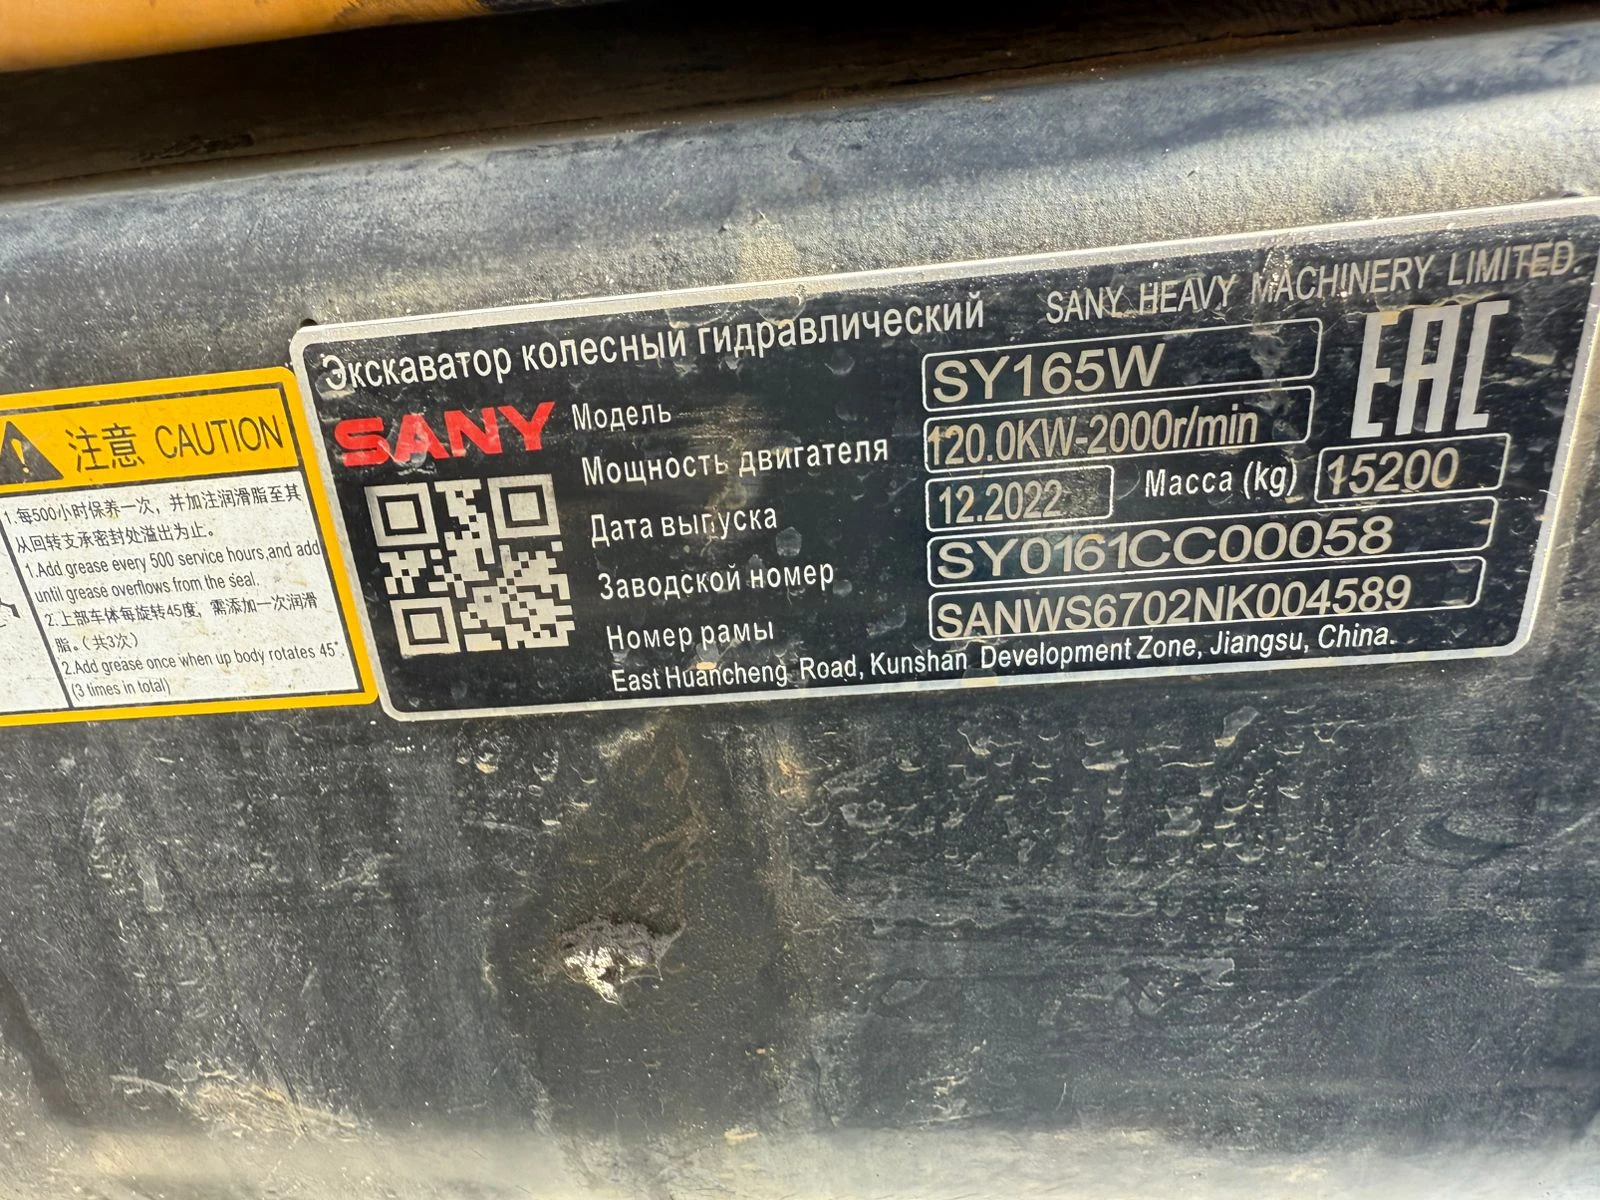 注意 CAUTION
1.每500小时保养一次，并加注润滑脂至其
从回转支承密封处溢出为止。
1.Add grease every 500 service hours,and add
until grease overflows from the seal.
2.上部车体每旋转45度，需添加一次润滑
脂。（共3次）
2.Add grease once when up body rotates 45°.
(3 times in total)
Экскаватор колесный гидравлический SANY HEAVY MACHINERY LIMITED.
SANY
Модель SY165W
EAC
Мощность двигателя 120.0KW-2000r/min
Дата выпуска 12.2022 Масса (kg) 15200
Заводской номер SY0161CC00058
Номер рамы SANWS6702NK004589
East Huancheng Road, Kunshan Development Zone, Jiangsu, China.